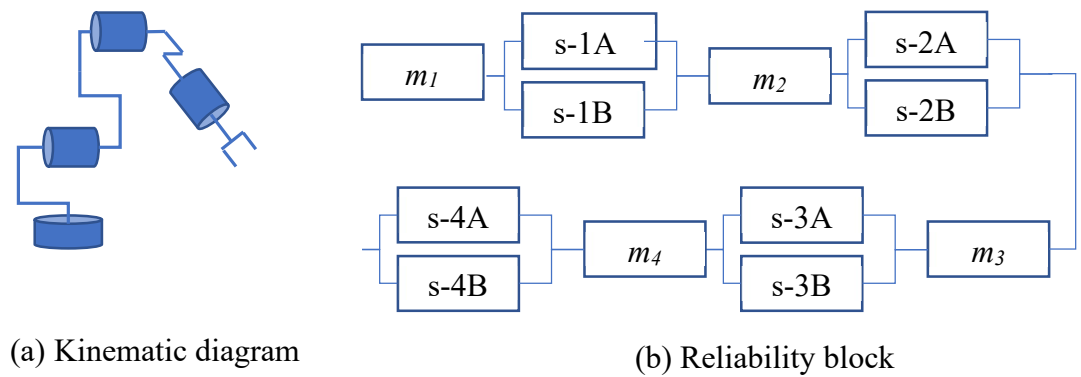 m₁
s-1A
s-1B
m₂
s-2A
s-2B
s-4A
s-4B
m₄
s-3A
s-3B
m₃
(a) Kinematic diagram
(b) Reliability block